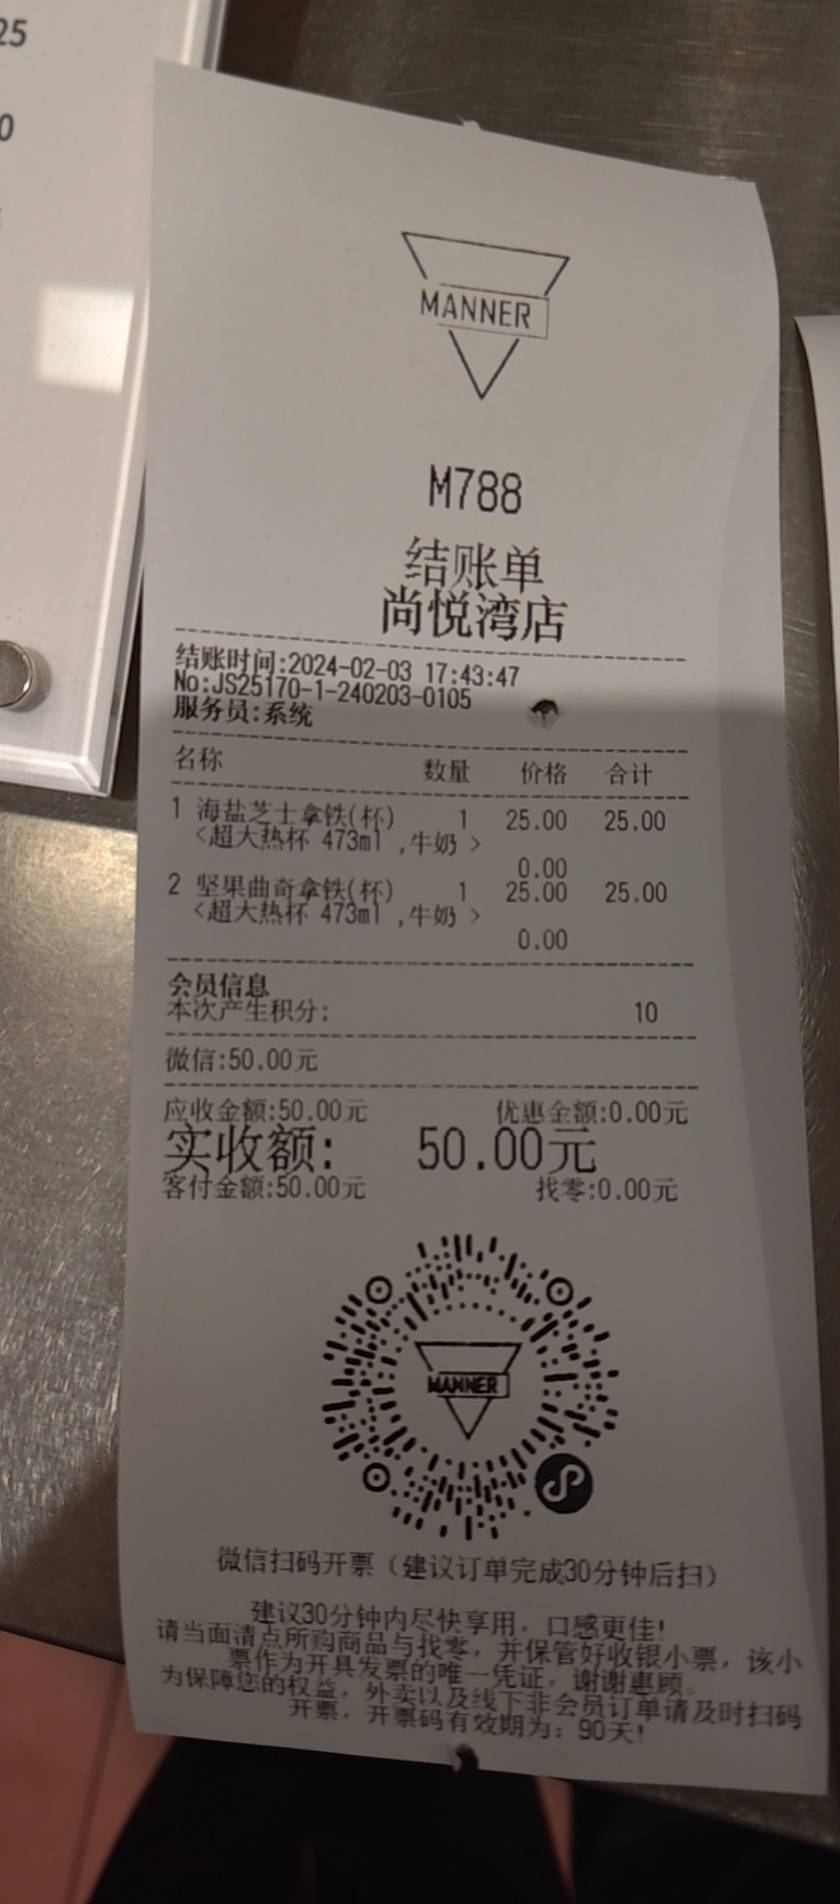 25
0
MANNER
M788
结账单
尚悦湾店
结账时间:2024-02-03 17:43:47
No:JS25170-1-240203-0105
服务员:系统
名称 数量 价格 合计
1 海盐芝士拿铁(杯) 1 25.00 25.00
<超大热杯 473ml ,牛奶 >
0.00
2 坚果曲奇拿铁(杯) 1 25.00 25.00
<超大热杯 473ml ,牛奶 >
0.00
会员信息
本次产生积分: 10
微信:50.00元
应收金额:50.00元 优惠金额:0.00元
实收额: 50.00元
客付金额:50.00元 找零:0.00元
MANNER
微信扫码开票（建议订单完成30分钟后扫）
建议30分钟内尽快享用，口感更佳!
请当面清点所购商品与找零，并保管好收银小票，该小
票作为开具发票的唯一凭证，谢谢惠顾。
为保障您的权益，外卖以及线下非会员订单请及时扫码
开票，开票码有效期为：90天!